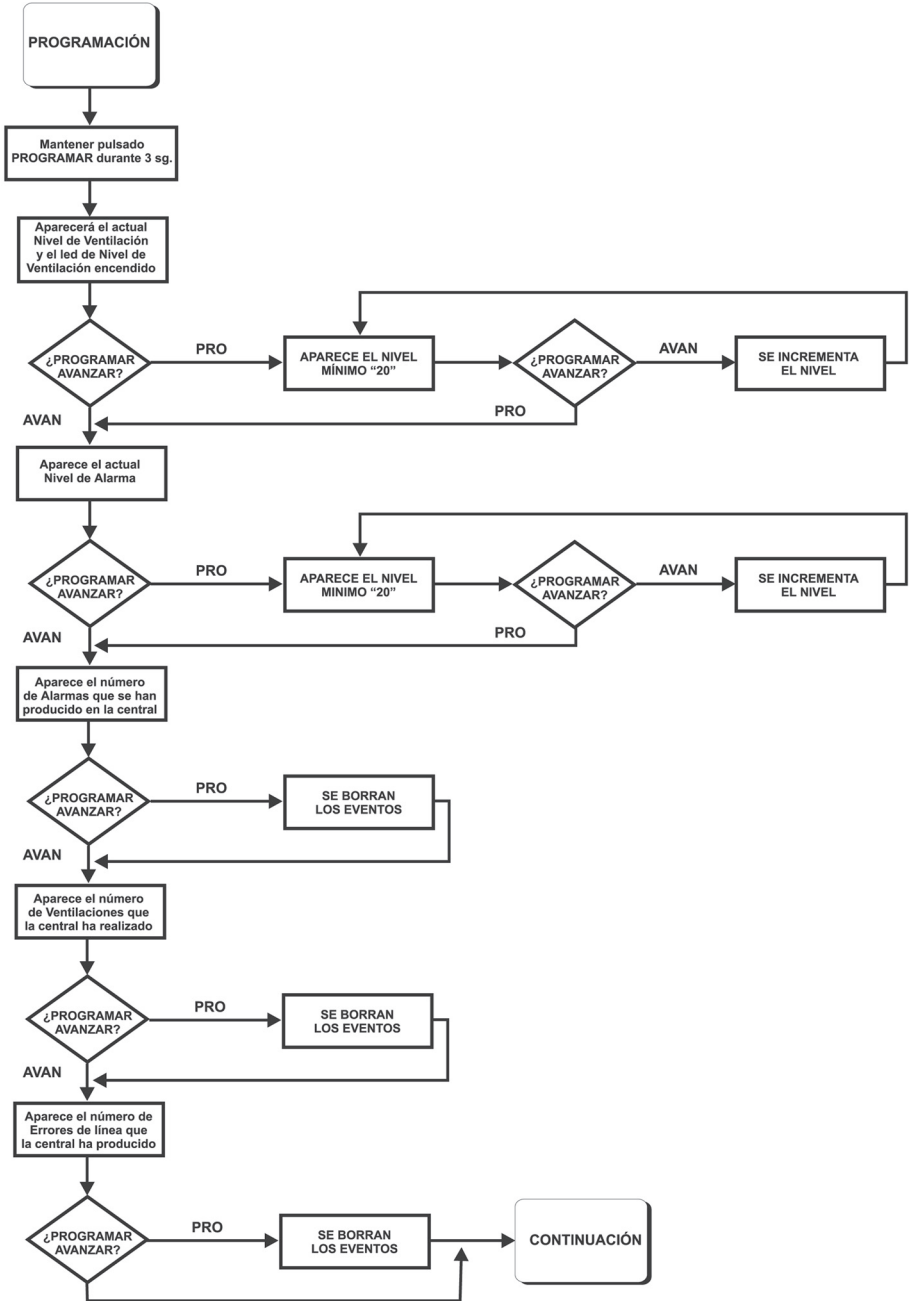 PROGRAMACIÓN
Mantener pulsado
PROGRAMAR durante 3 sg.
Aparecerá el actual
Nivel de Ventilación
y el led de Nivel de
Ventilación encendido
¿PROGRAMAR
AVANZAR?
PRO
APARECE EL NIVEL
MÍNIMO “20”
¿PROGRAMAR
AVANZAR?
AVAN
SE INCREMENTA
EL NIVEL
PRO
AVAN
Aparece el actual
Nivel de Alarma
¿PROGRAMAR
AVANZAR?
PRO
APARECE EL NIVEL
MINIMO “20”
¿PROGRAMAR
AVANZAR?
AVAN
SE INCREMENTA
EL NIVEL
PRO
AVAN
Aparece el número
de Alarmas que se han
producido en la central
¿PROGRAMAR
AVANZAR?
PRO
SE BORRAN
LOS EVENTOS
AVAN
Aparece el número
de Ventilaciones que
la central ha realizado
¿PROGRAMAR
AVANZAR?
PRO
SE BORRAN
LOS EVENTOS
AVAN
Aparece el número de
Errores de línea que
la central ha producido
¿PROGRAMAR
AVANZAR?
PRO
SE BORRAN
LOS EVENTOS
CONTINUACIÓN